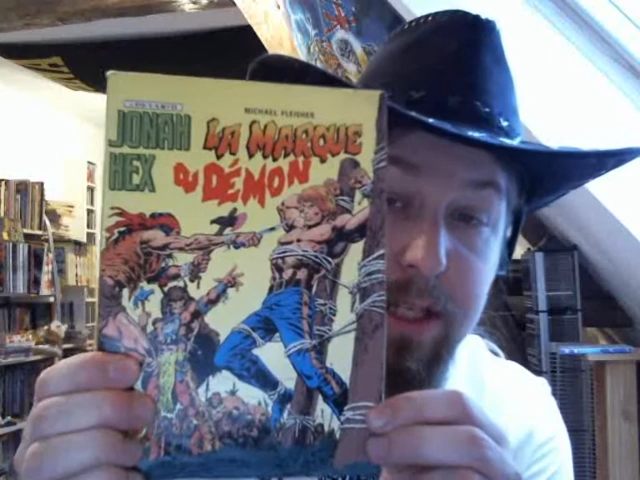 MICHAEL FLEISHER
JONAH
HEX
LA MARQUE
DU DÉMON